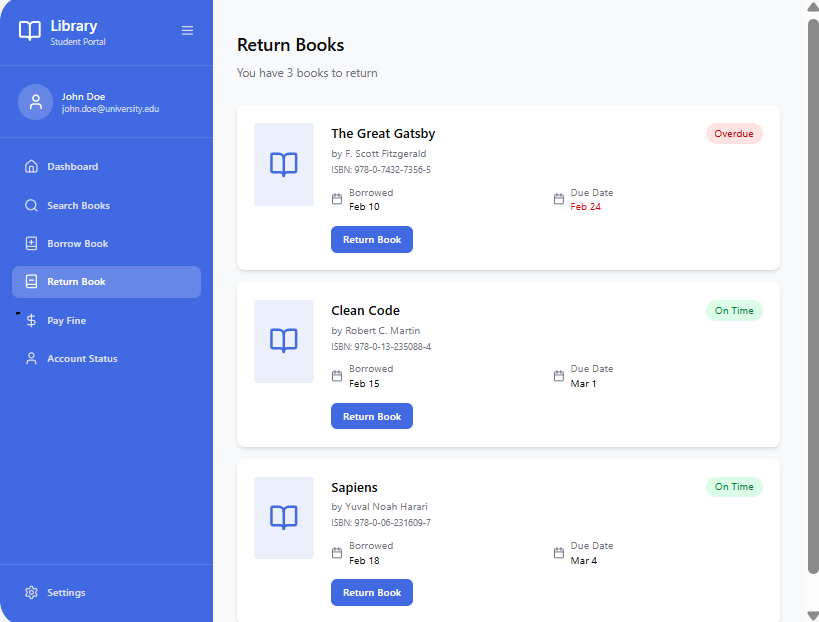 Library
Student Portal
John Doe
john.doe@university.edu
Dashboard
Search Books
Borrow Book
Return Book
Pay Fine
Account Status
Settings
Return Books
You have 3 books to return
The Great Gatsby
Overdue
by F. Scott Fitzgerald
ISBN: 978-0-7432-7356-5
Borrowed
Feb 10
Due Date
Feb 24
Return Book
Clean Code
On Time
by Robert C. Martin
ISBN: 978-0-13-235088-4
Borrowed
Feb 15
Due Date
Mar 1
Return Book
Sapiens
On Time
by Yuval Noah Harari
ISBN: 978-0-06-231609-7
Borrowed
Feb 18
Due Date
Mar 4
Return Book